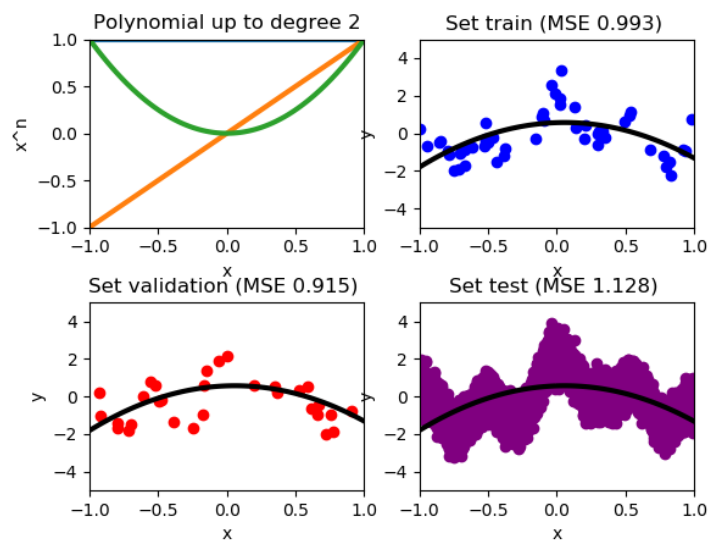 Polynomial up to degree 2
1.0
0.5
0.0
−0.5
−1.0
x^n
−1.0 −0.5 0.0 0.5 1.0
x
Set train (MSE 0.993)
4
2
0
−2
−4
y
−1.0 −0.5 0.0 0.5 1.0
x
Set validation (MSE 0.915)
4
2
0
−2
−4
y
−1.0 −0.5 0.0 0.5 1.0
x
Set test (MSE 1.128)
4
2
0
−2
−4
y
−1.0 −0.5 0.0 0.5 1.0
x